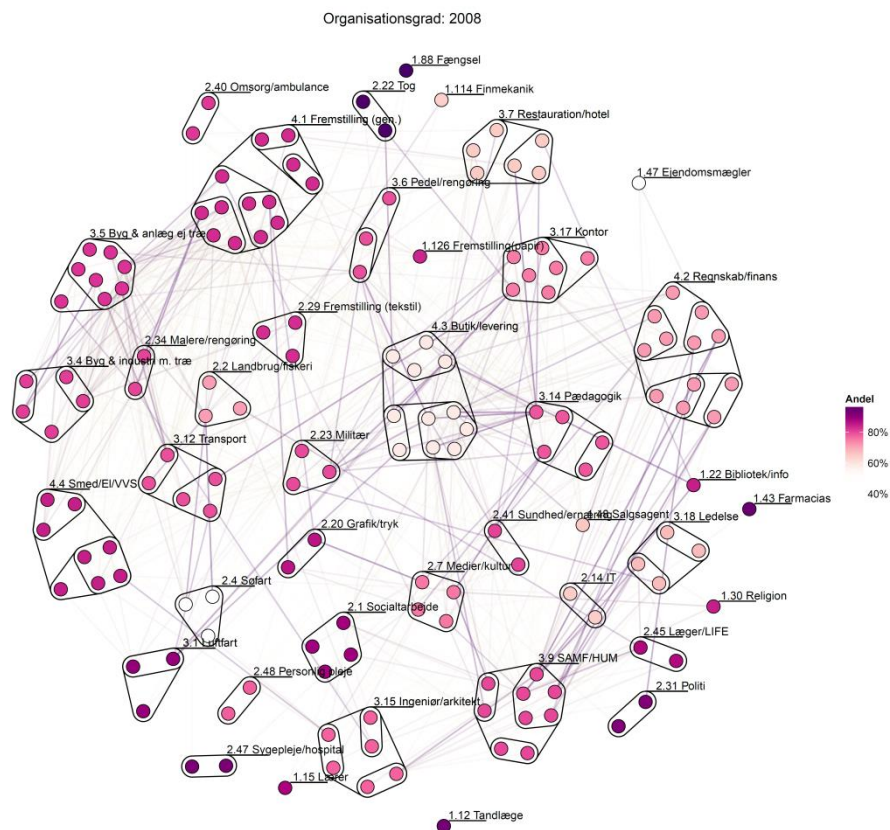 Organisationsgrad: 2008
1.88 Fængsel
2.40 Omsorg/ambulance
2.22 Tog
1.114 Finmekanik
4.1 Fremstilling (gen.)
3.7 Restauration/hotel
1.47 Ejendomsmægler
3.6 Pedel/rengøring
3.5 Byg & anlæg ej træ
3.17 Kontor
1.126 Fremstilling(papir)
4.2 Regnskab/finans
2.29 Fremstilling (tekstil)
4.3 Butik/levering
2.34 Malere/rengøring
3.4 Byg & industri m. træ
2.2 Landbrug/fiskeri
3.14 Pædagogik
Andel
80%
60%
40%
3.12 Transport
2.23 Militær
4.4 Smed/El/VVS
1.22 Bibliotek/info
1.43 Farmacias
2.20 Grafik/tryk
2.41 Sundhed/ernæring
1.48 Salgsagent
3.18 Ledelse
2.7 Medier/kultur
2.4 Søfart
2.14 IT
1.30 Religion
2.1 Socialtarbejde
3.1 Luftfart
2.45 Læger/LIFE
3.9 SAMF/HUM
2.48 Personlig pleje
2.31 Politi
3.15 Ingeniør/arkitekt
2.47 Sygepleje/hospital
1.15 Lærer
1.12 Tandlæge